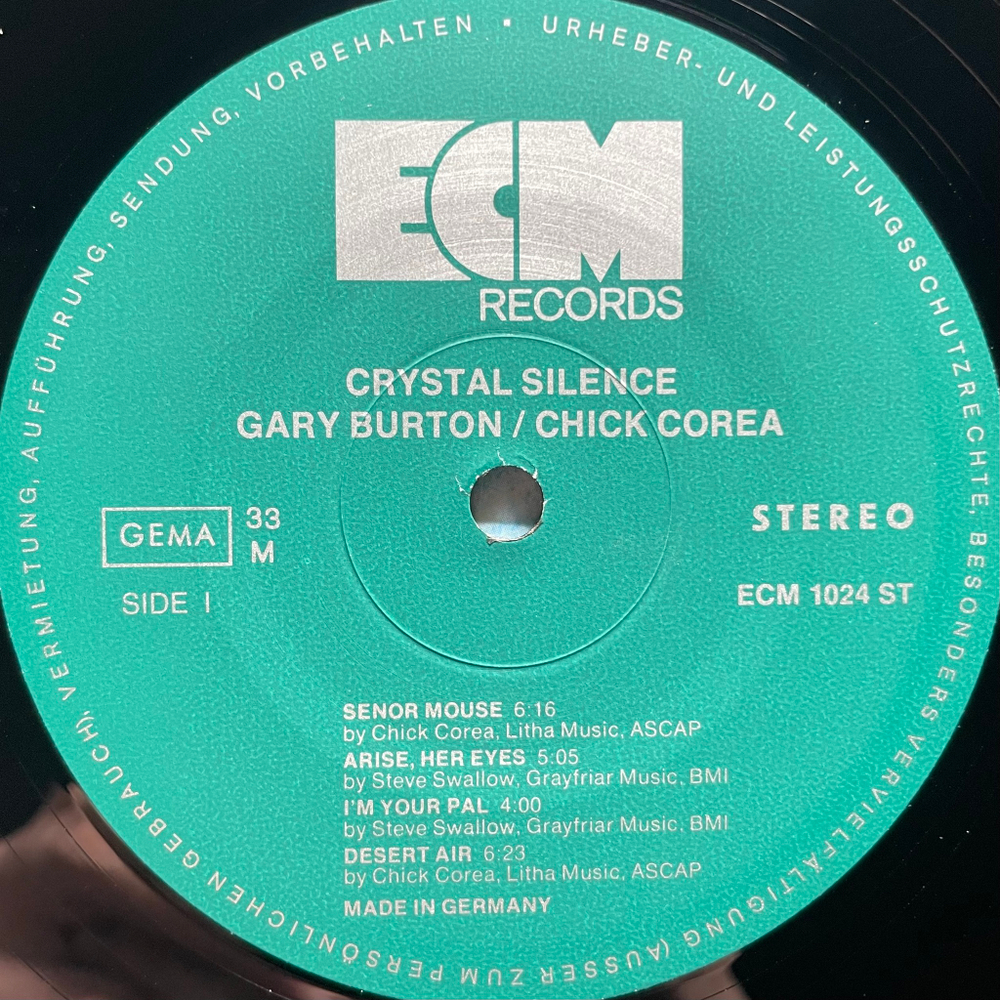 URHEBER- UND LEISTUNGSSCHUTZRECHTE, BESONDERS VERVIELFÄLTIGUNG (AUSSER ZUM PERSÖNLICHEN GEBRAUCH), VERMIETUNG, AUFFÜHRUNG, SENDUNG, VORBEHALTEN ▪
ECM
RECORDS
CRYSTAL SILENCE
GARY BURTON / CHICK COREA
GEMA
33
M
SIDE I
STEREO
ECM 1024 ST
SENOR MOUSE 6:16
by Chick Corea, Litha Music, ASCAP
ARISE, HER EYES 5:05
by Steve Swallow, Grayfriar Music, BMI
I'M YOUR PAL 4:00
by Steve Swallow, Grayfriar Music, BMI
DESERT AIR 6:23
by Chick Corea, Litha Music, ASCAP
MADE IN GERMANY